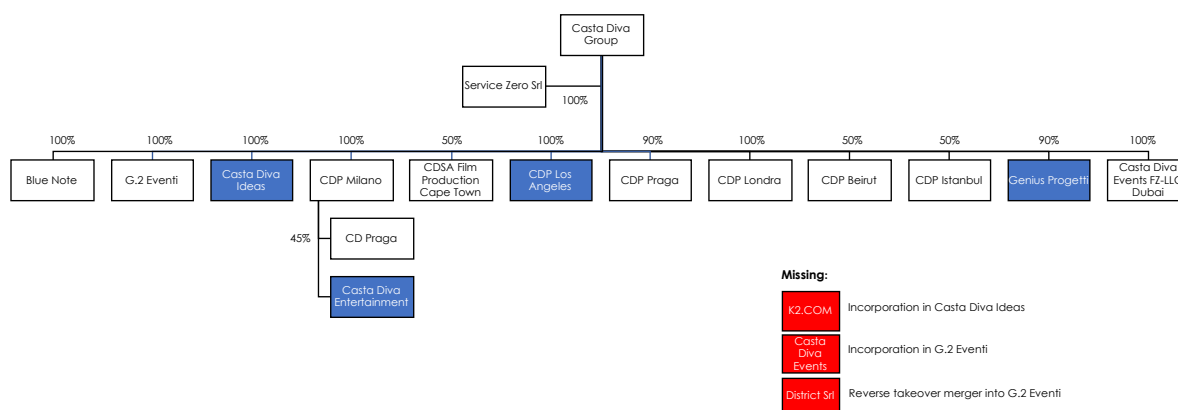 Casta Diva
Group
Service Zero Srl
100%
100% 100% 100% 100% 50% 100% 90% 100% 50% 50% 90% 100%
Blue Note
G.2 Eventi
Casta Diva
Ideas
CDP Milano
CDSA Film
Production
Cape Town
CDP Los
Angeles
CDP Praga
CDP Londra
CDP Beirut
CDP Istanbul
Genius Progetti
Casta Diva
Events FZ-LLC
Dubai
45%
CD Praga
Casta Diva
Entertainment
Missing:
K2.COM Incorporation in Casta Diva Ideas
Casta
Diva
Events
Incorporation in G.2 Eventi
District Srl Reverse takeover merger into G.2 Eventi